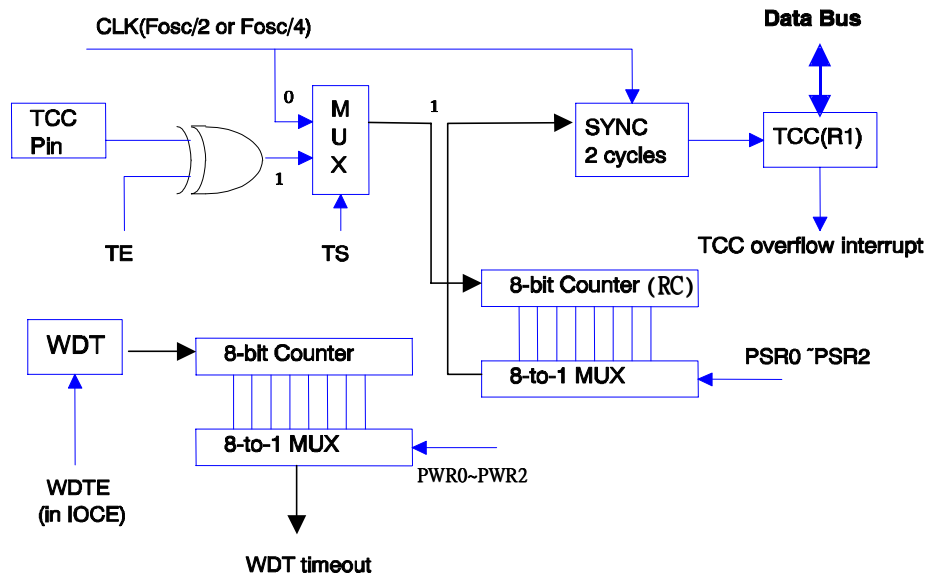 CLK(Fosc/2 or Fosc/4)
Data Bus
0
1
TCC
Pin
M
U
X
SYNC
2 cycles
TCC(R1)
1
TE
TS
TCC overflow interrupt
8-bit Counter (RC)
WDT
8-bit Counter
8-to-1 MUX
PSR0 ~PSR2
8-to-1 MUX
PWR0~PWR2
WDTE
(in IOCE)
WDT timeout